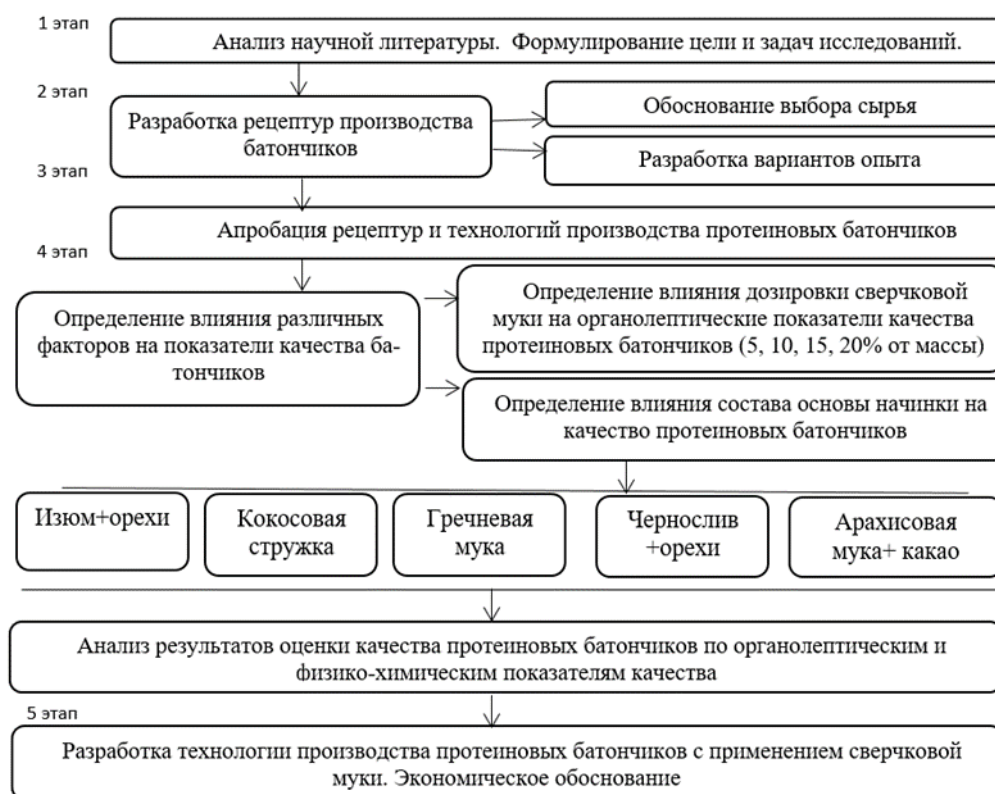 1 этап
Анализ научной литературы. Формулирование цели и задач исследований.
2 этап
Разработка рецептур производства
батончиков
Обоснование выбора сырья
Разработка вариантов опыта
3 этап
Апробация рецептур и технологий производства протеиновых батончиков
4 этап
Определение влияния различных
факторов на показатели качества ба-
тончиков
Определение влияния дозировки сверчковой
муки на органолептические показатели качества
протеиновых батончиков (5, 10, 15, 20% от массы)
Определение влияния состава основы начинки на
качество протеиновых батончиков
Изюм+орехи
Кокосовая
стружка
Гречневая
мука
Чернослив
+орехи
Арахисовая
мука+ какао
Анализ результатов оценки качества протеиновых батончиков по органолептическим и
физико-химическим показателям качества
5 этап
Разработка технологии производства протеиновых батончиков с применением сверчковой
муки. Экономическое обоснование